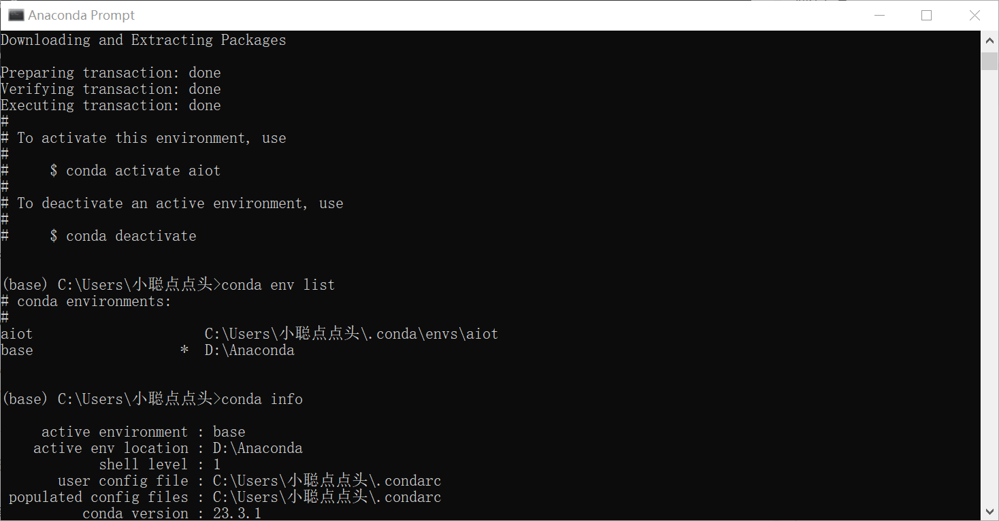 Anaconda Prompt
Downloading and Extracting Packages
Preparing transaction: done
Verifying transaction: done
Executing transaction: done
#
# To activate this environment, use
#
#     $ conda activate aiot
#
# To deactivate an active environment, use
#
#     $ conda deactivate
(base) C:\Users\小聪点点头>conda env list
# conda environments:
#
aiot                     C:\Users\小聪点点头\.conda\envs\aiot
base                  *  D:\Anaconda
(base) C:\Users\小聪点点头>conda info
active environment : base
active env location : D:\Anaconda
shell level : 1
user config file : C:\Users\小聪点点头\.condarc
populated config files : C:\Users\小聪点点头\.condarc
conda version : 23.3.1